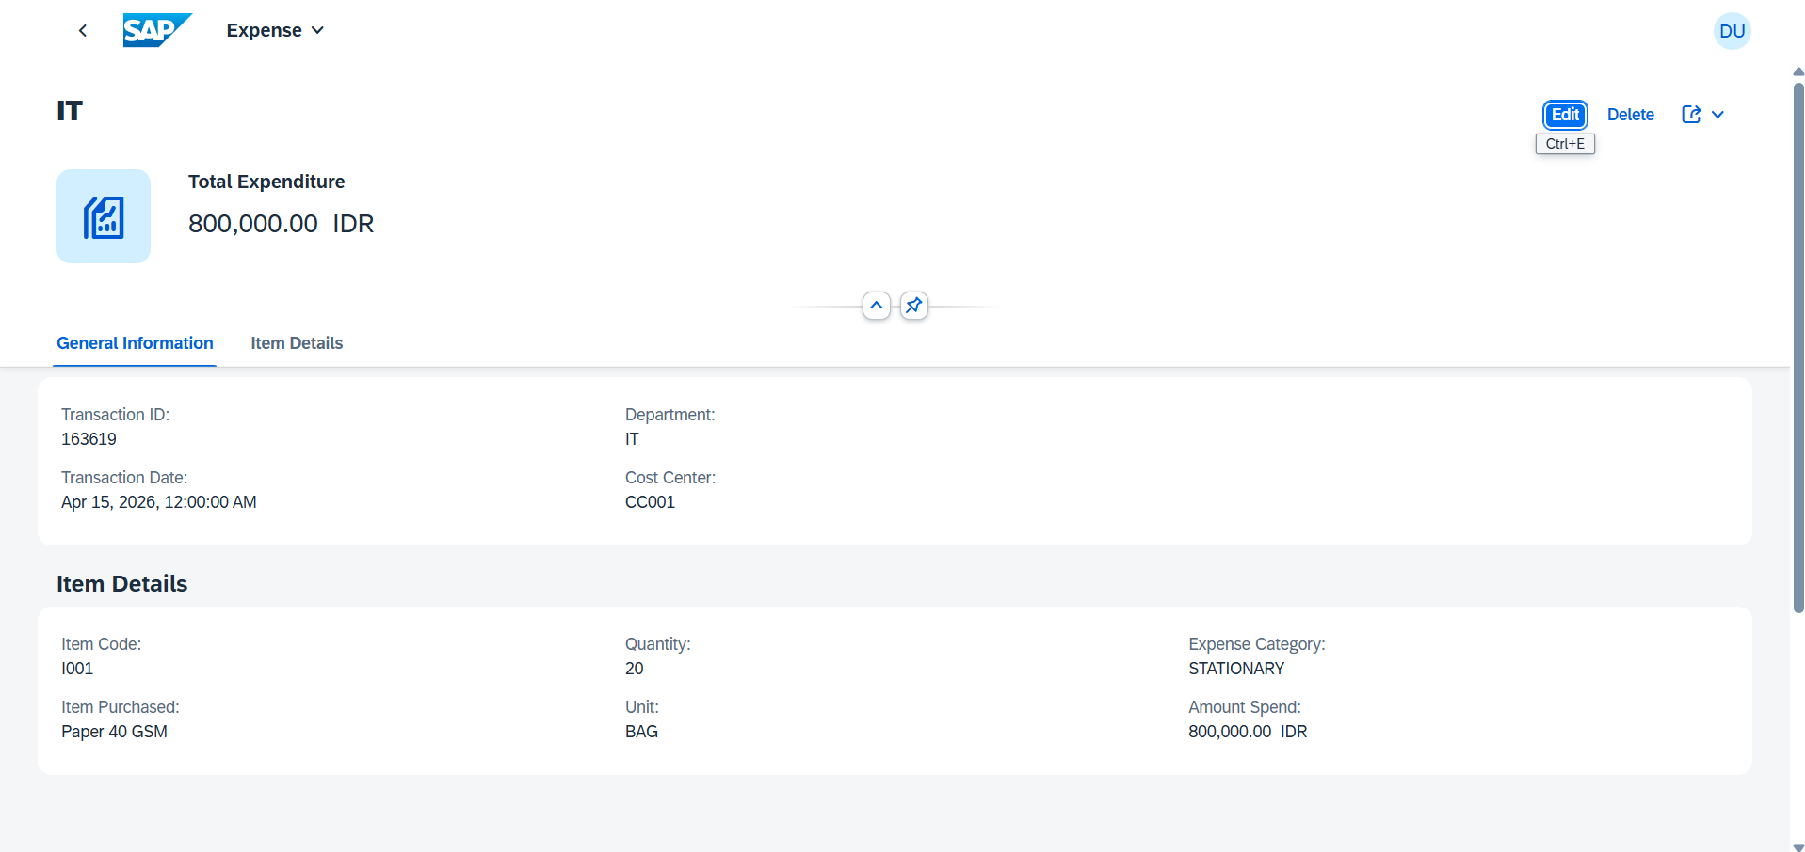 SAP Expense DU
IT
Edit Delete
Ctrl+E
Total Expenditure
800,000.00 IDR
General Information Item Details
Transaction ID: Department:
163619 IT
Transaction Date: Cost Center:
Apr 15, 2026, 12:00:00 AM CC001
Item Details
Item Code: Quantity: Expense Category:
I001 20 STATIONARY
Item Purchased: Unit: Amount Spend:
Paper 40 GSM BAG 800,000.00 IDR